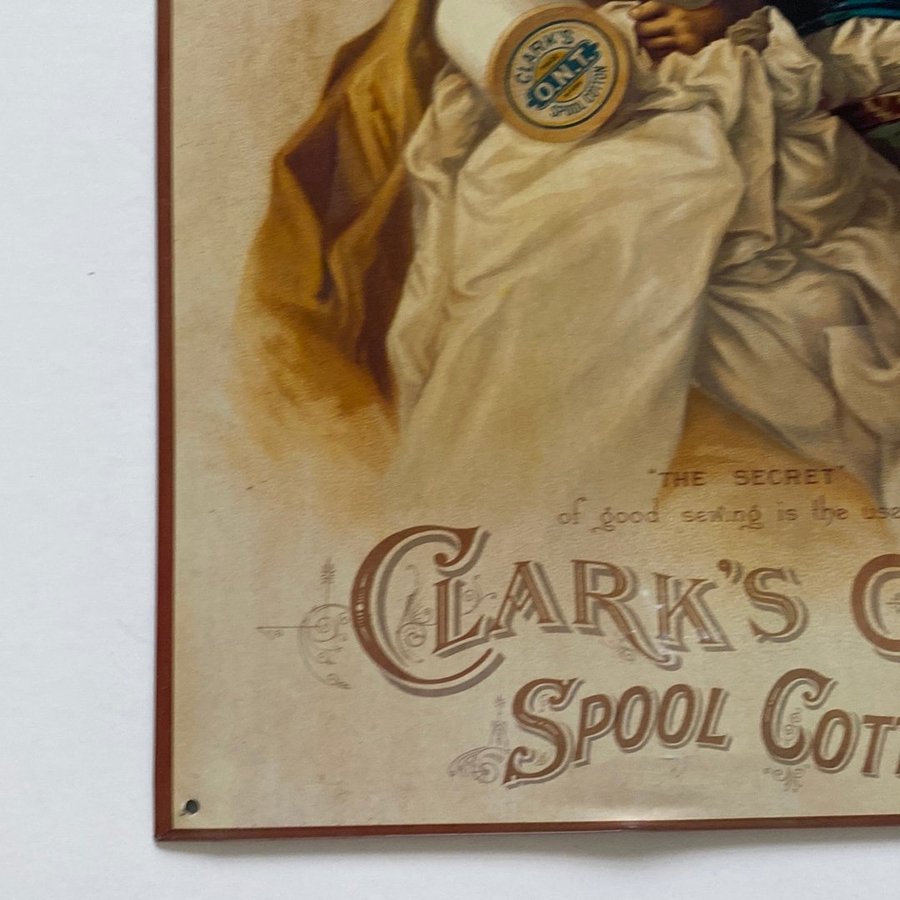 CLARK'S
O.N.T.
SPOOL COTTON
"THE SECRET"
of good sewing is the use
CLARK'S O
SPOOL COTT